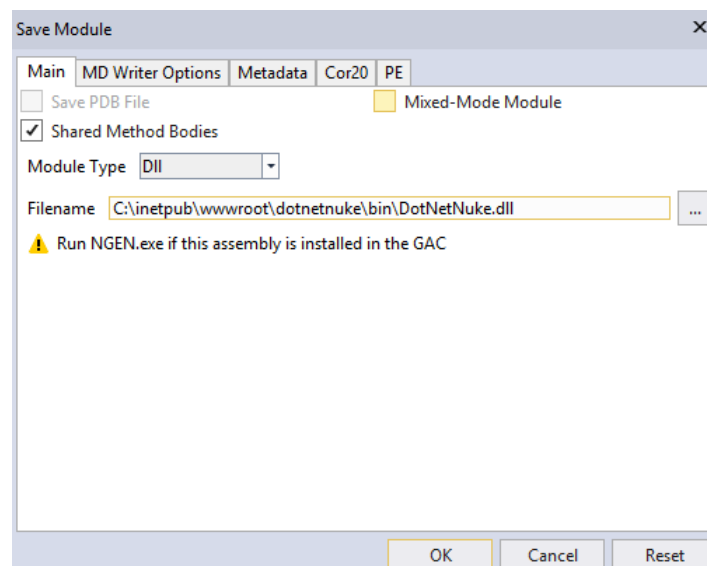 Save Module
Main MD Writer Options Metadata Cor20 PE
Save PDB File Mixed-Mode Module
Shared Method Bodies
Module Type Dll
Filename C:\inetpub\wwwroot\dotnetnuke\bin\DotNetNuke.dll ...
Run NGEN.exe if this assembly is installed in the GAC
OK Cancel Reset